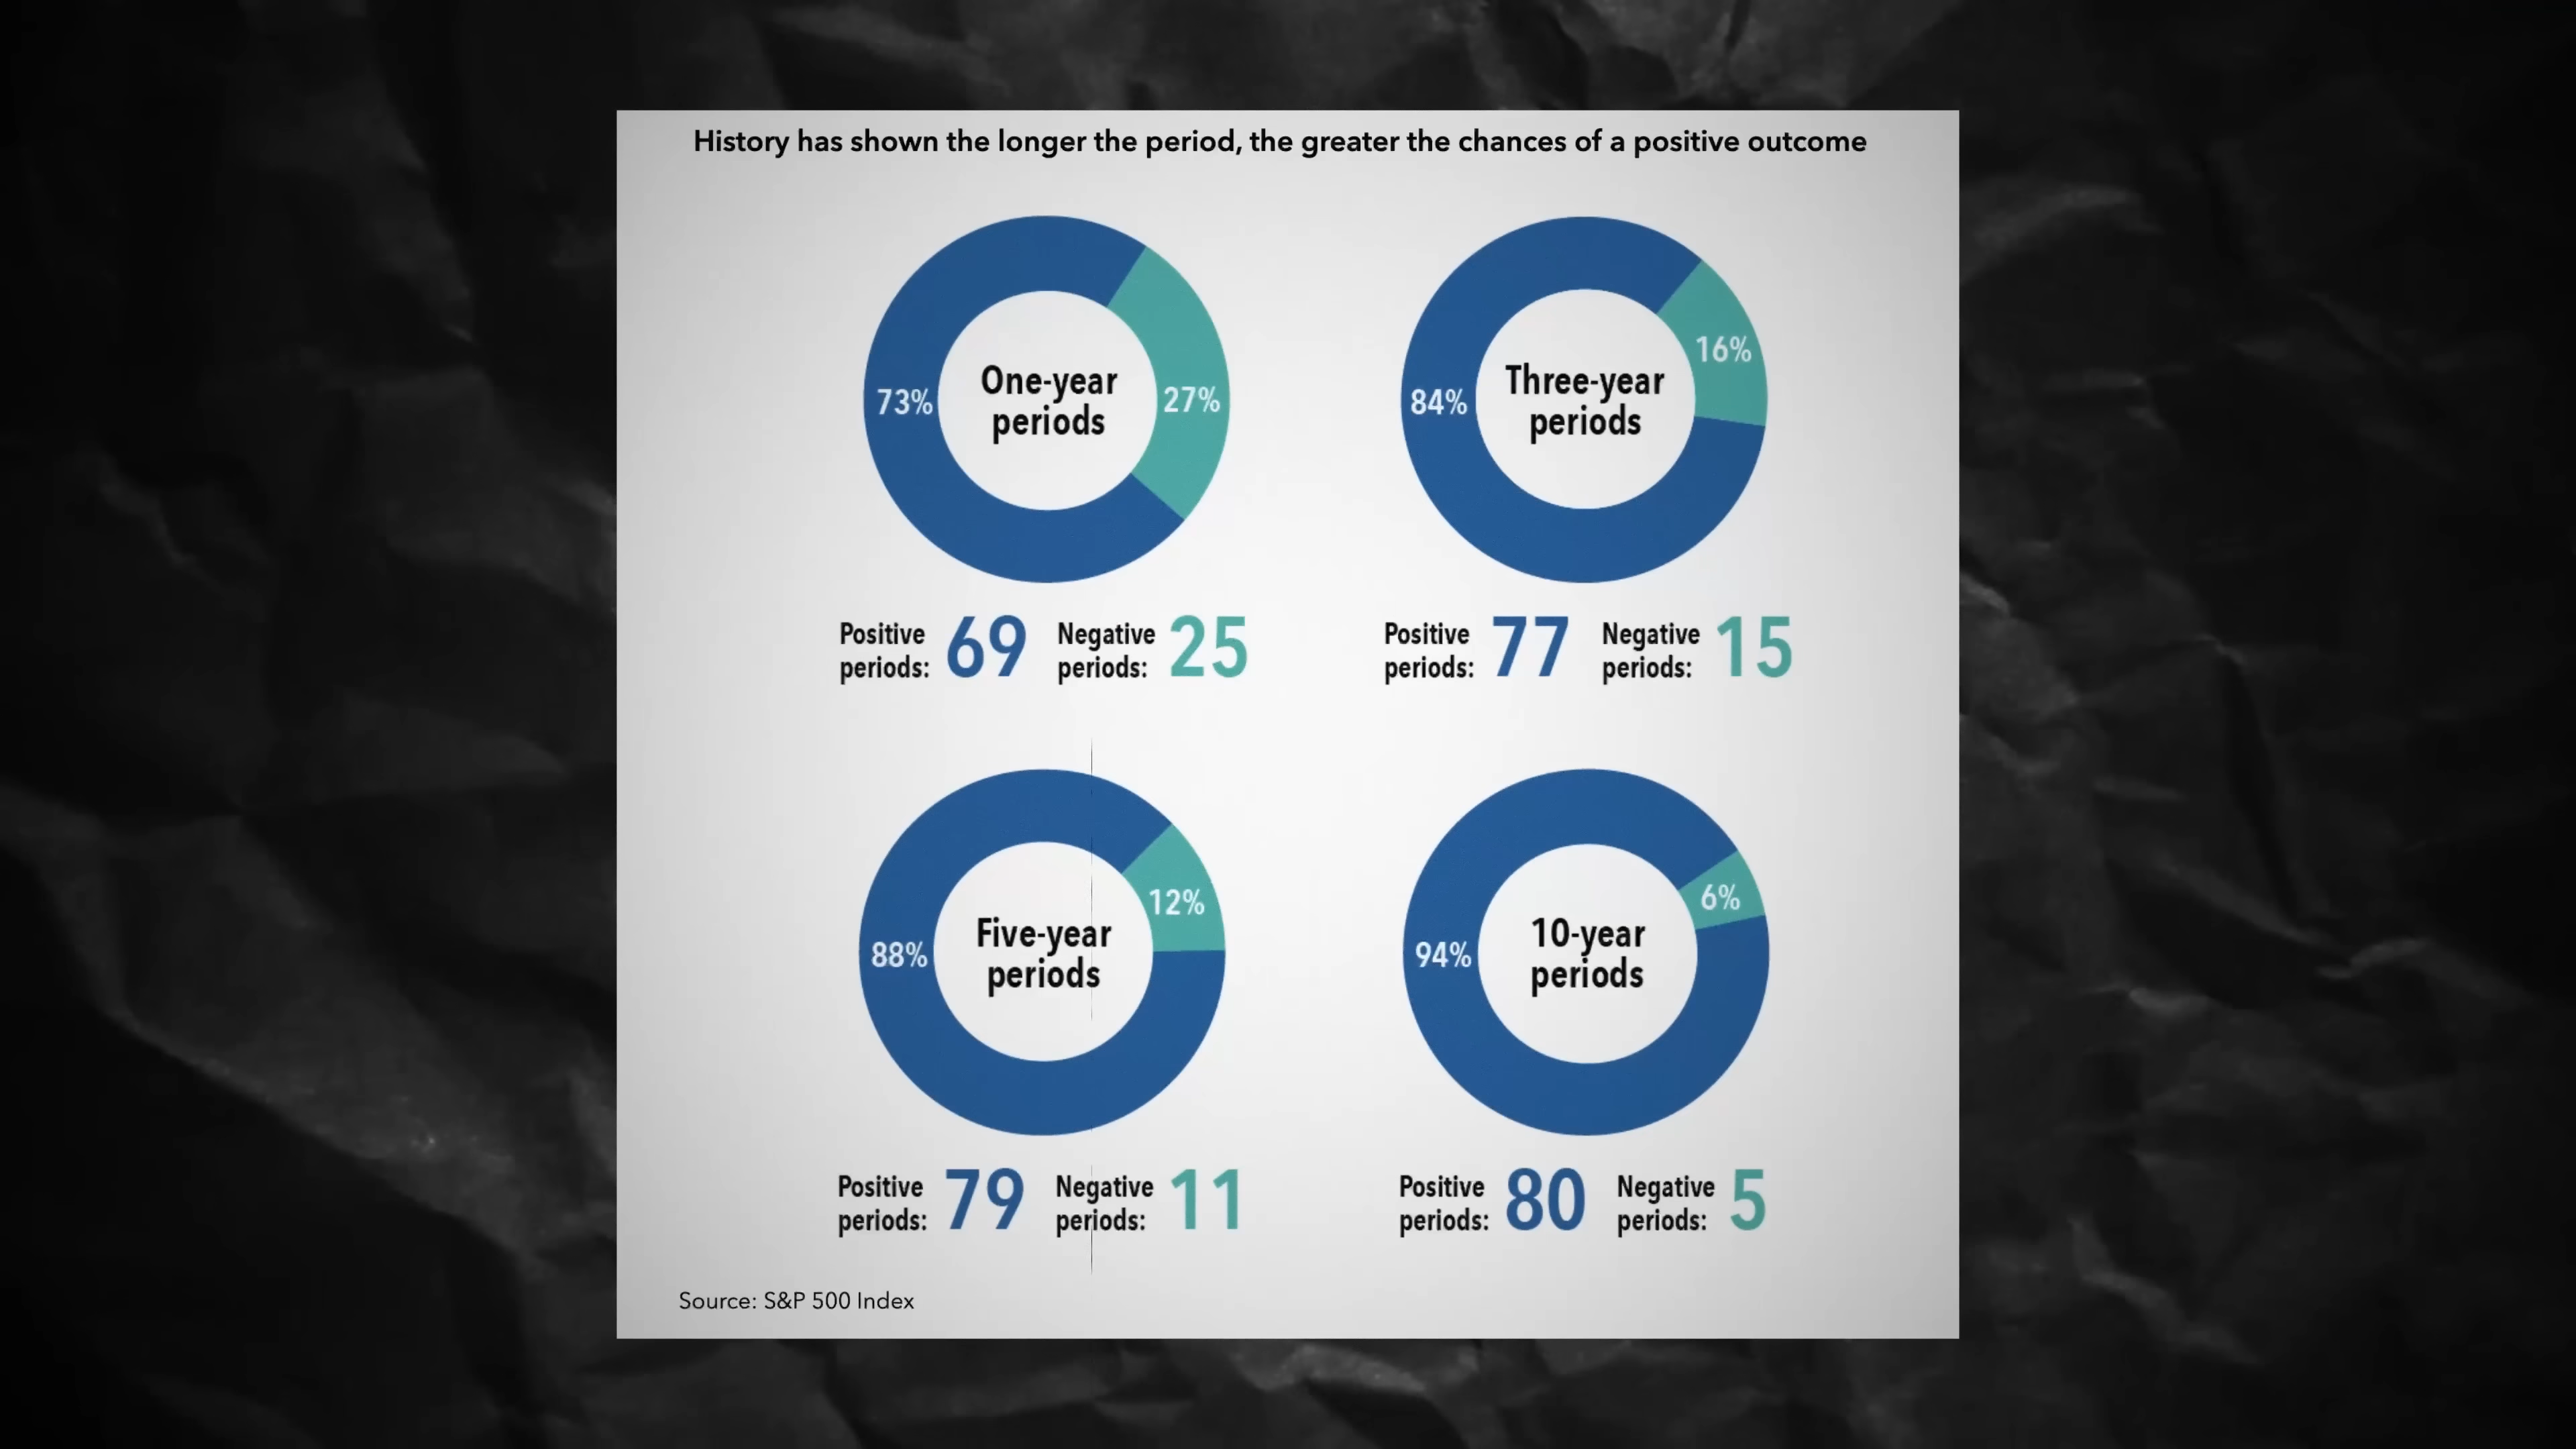 History has shown the longer the period, the greater the chances of a positive outcome
73%
One-year
periods
27%
Positive
periods:
69
Negative
periods:
25
84%
Three-year
periods
16%
Positive
periods:
77
Negative
periods:
15
88%
Five-year
periods
12%
Positive
periods:
79
Negative
periods:
11
94%
10-year
periods
6%
Positive
periods:
80
Negative
periods:
5
Source: S&P 500 Index